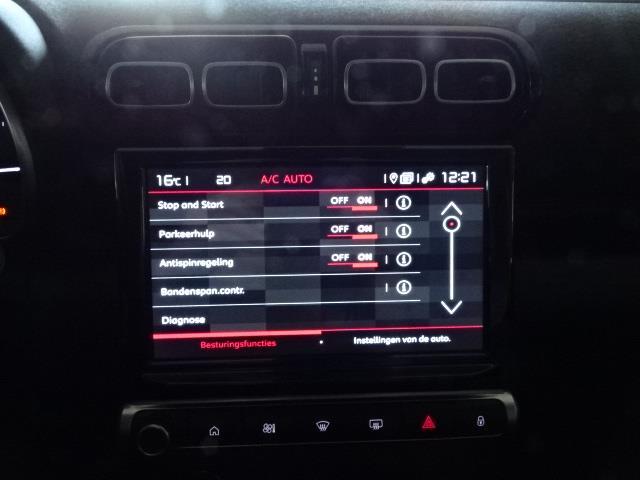 16°C 20 A/C AUTO 12:21
Stop and Start OFF ON
Parkeerhulp OFF ON
Antispinregeling OFF ON
Bandenspan.contr.
Diagnose
Besturingsfuncties Instellingen van de auto.